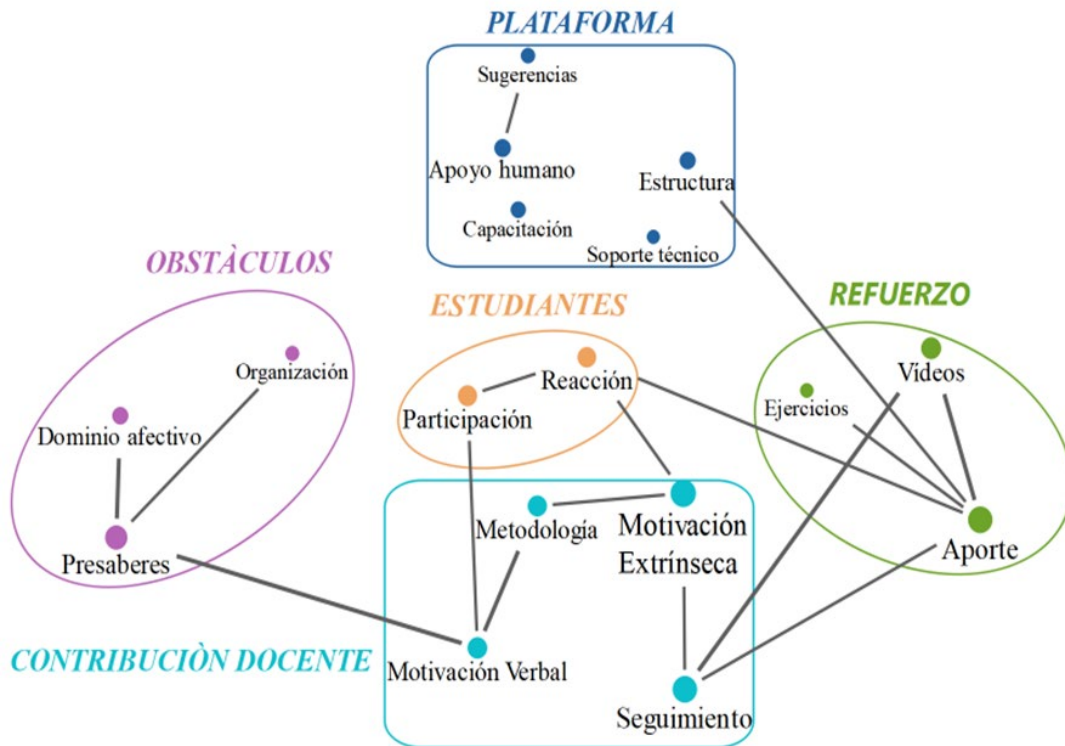 PLATAFORMA
Sugerencias
Apoyo humano
Estructura
Capacitación
Soporte técnico
OBSTÀCULOS
Organización
Dominio afectivo
Presaberes
ESTUDIANTES
Reacción
Participación
REFUERZO
Vídeos
Ejercicios
Aporte
CONTRIBUCIÒN DOCENTE
Metodología
Motivación
Extrínseca
Motivación Verbal
Seguimiento